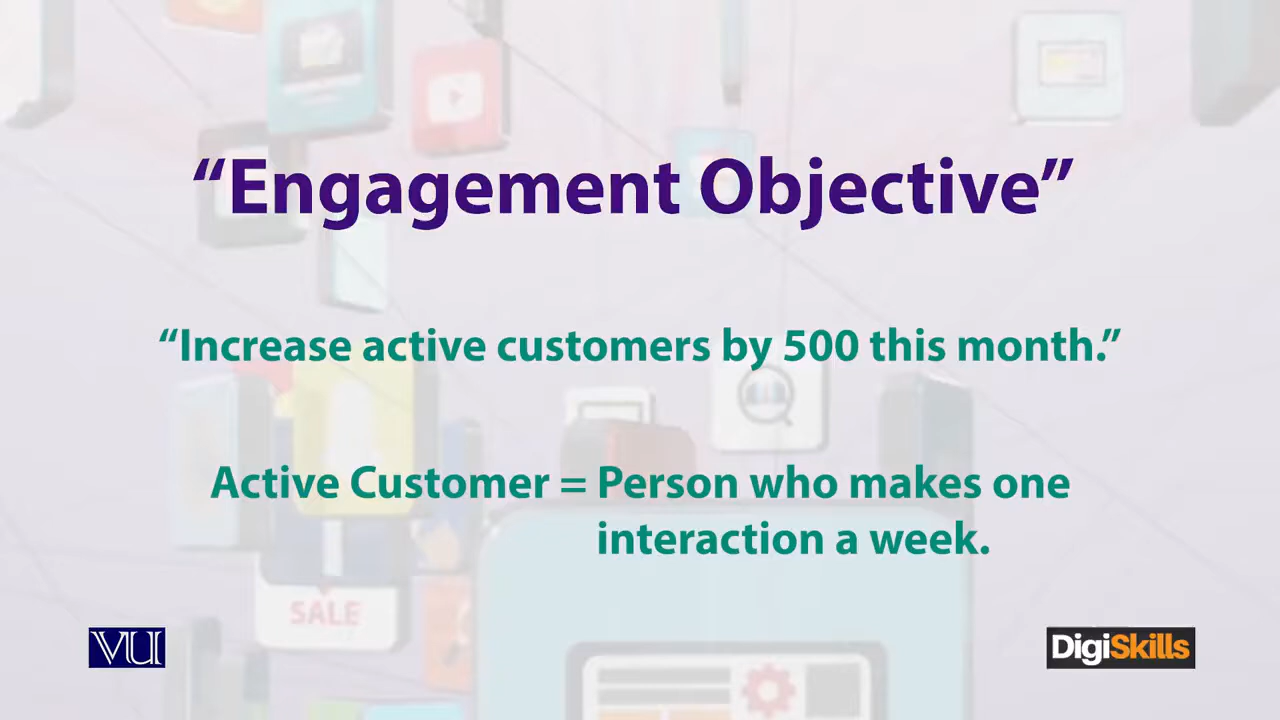 “Engagement Objective”
“Increase active customers by 500 this month.”
Active Customer = Person who makes one
interaction a week.
SALE
VU
DigiSkills